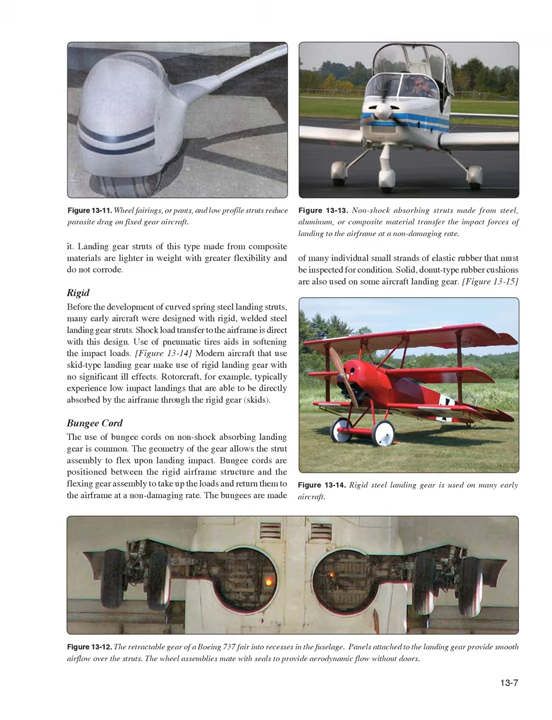 Figure 13-11. Wheel fairings, or pants, and low profile struts reduce
parasite drag on fixed gear aircraft.
it. Landing gear struts of this type made from composite
materials are lighter in weight with greater flexibility and
do not corrode.
Rigid
Before the development of curved spring steel landing struts,
many early aircraft were designed with rigid, welded steel
landing gear struts. Shock load transfer to the airframe is direct
with this design. Use of pneumatic tires aids in softening
the impact loads. [Figure 13-14] Modern aircraft that use
skid-type landing gear make use of rigid landing gear with
no significant ill effects. Rotorcraft, for example, typically
experience low impact landings that are able to be directly
absorbed by the airframe through the rigid gear (skids).
Bungee Cord
The use of bungee cords on non-shock absorbing landing
gear is common. The geometry of the gear allows the strut
assembly to flex upon landing impact. Bungee cords are
positioned between the rigid airframe structure and the
flexing gear assembly to take up the loads and return them to
the airframe at a non-damaging rate. The bungees are made
Figure 13-13. Non-shock absorbing struts made from steel,
aluminum, or composite material transfer the impact forces of
landing to the airframe at a non-damaging rate.
of many individual small strands of elastic rubber that must
be inspected for condition. Solid, donut-type rubber cushions
are also used on some aircraft landing gear. [Figure 13-15]
Figure 13-14. Rigid steel landing gear is used on many early
aircraft.
Figure 13-12. The retractable gear of a Boeing 737 fair into recesses in the fuselage. Panels attached to the landing gear provide smooth
airflow over the struts. The wheel assemblies mate with seals to provide aerodynamic flow without doors.
13-7